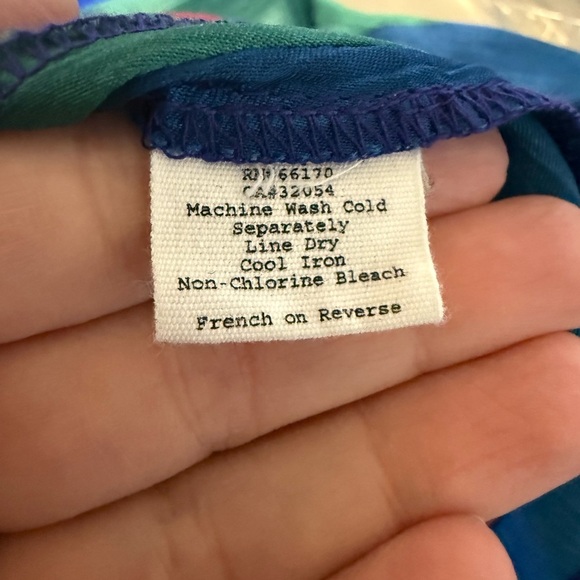 RN 66170
CA#32054
Machine Wash Cold
Separately
Line Dry
Cool Iron
Non-Chlorine Bleach
French on Reverse